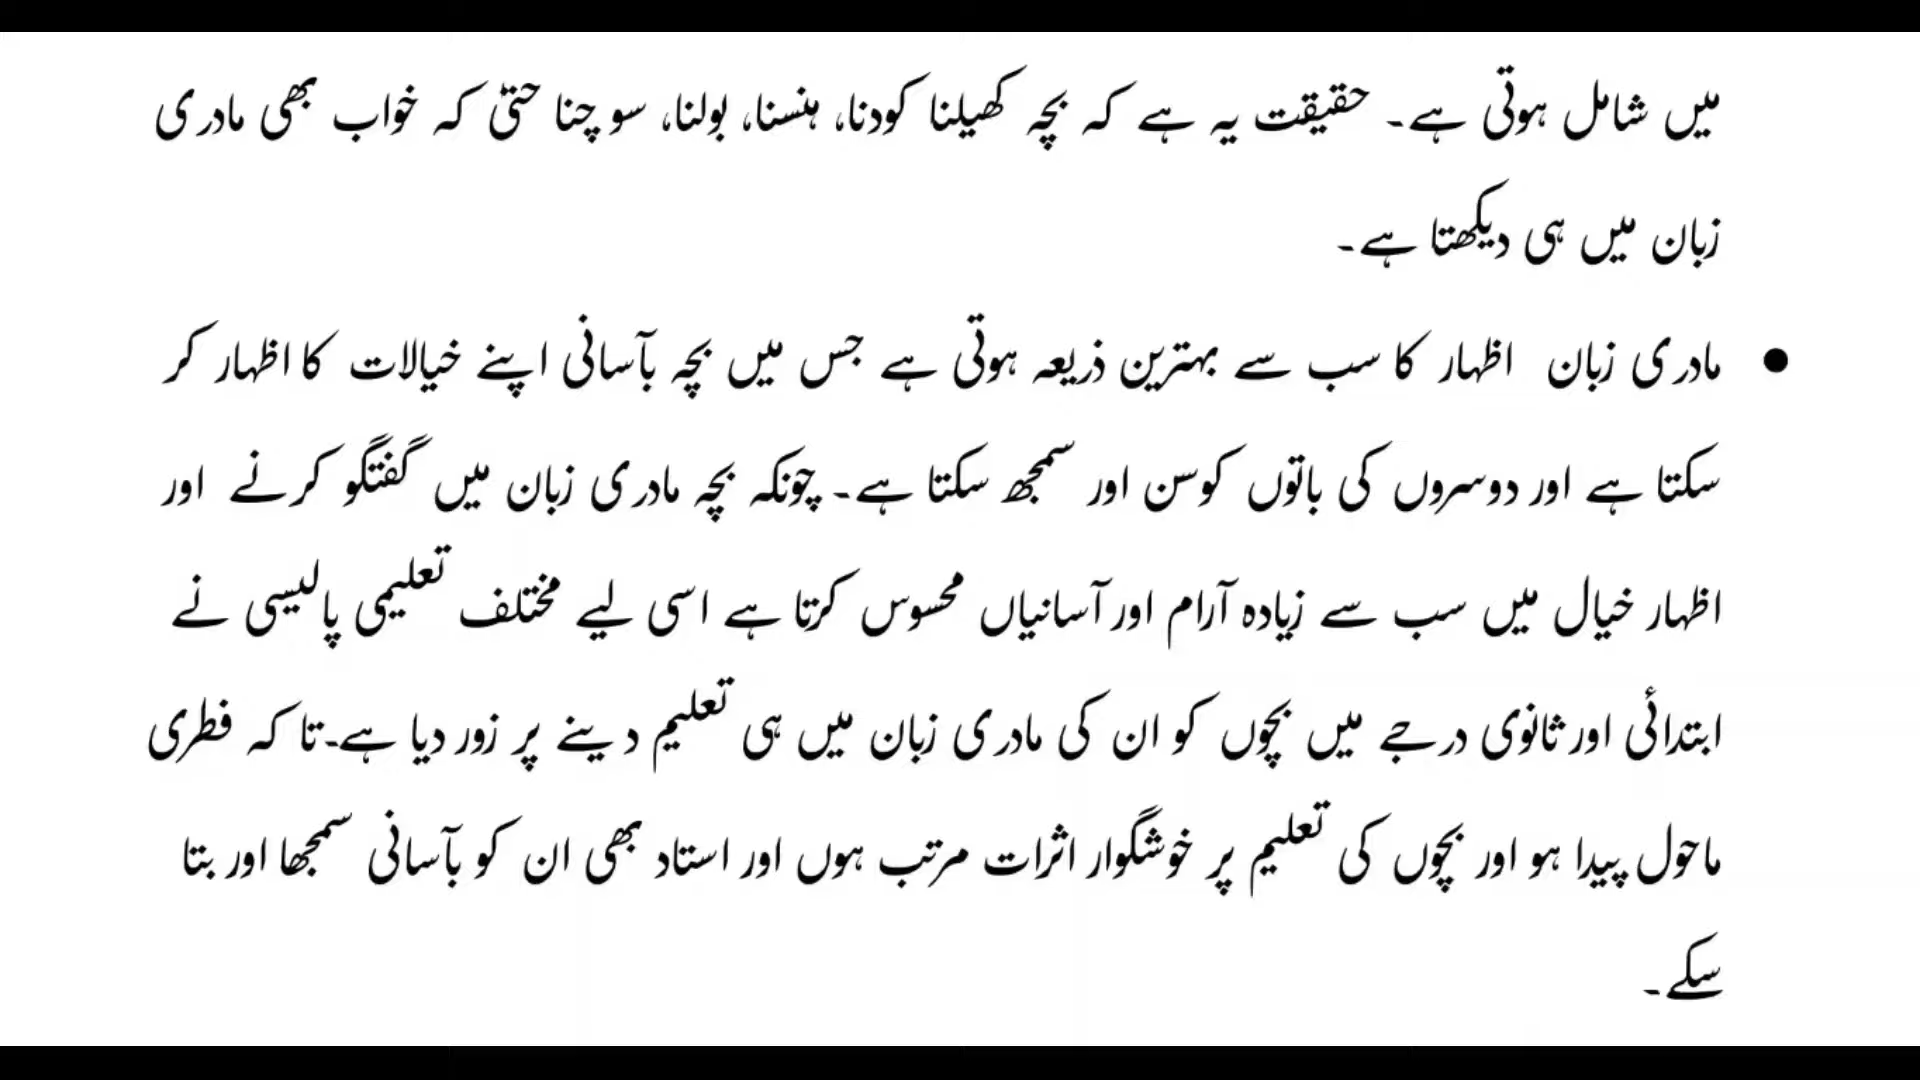 میں شامل ہوتی ہے۔ حقیقت یہ ہے کہ بچہ کھیلنا کودنا، ہنسنا، بولنا، سوچنا حتیٰ کہ خواب بھی مادری
زبان میں ہی دیکھتا ہے۔
• مادری زبان اظہار کا سب سے بہترین ذریعہ ہوتی ہے جس میں بچہ بآسانی اپنے خیالات کا اظہار کر
سکتا ہے اور دوسروں کی باتوں کو سن اور سمجھ سکتا ہے۔ چونکہ بچہ مادری زبان میں گفتگو کرنے اور
اظہار خیال میں سب سے زیادہ آرام اور آسانیاں محسوس کرتا ہے اسی لیے مختلف تعلیمی پالیسی نے
ابتدائی اور ثانوی درجے میں بچوں کو ان کی مادری زبان میں ہی تعلیم دینے پر زور دیا ہے۔ تا کہ فطری
ماحول پیدا ہو اور بچوں کی تعلیم پر خوشگوار اثرات مرتب ہوں اور استاد بھی ان کو بآسانی سمجھا اور بتا
سکے۔